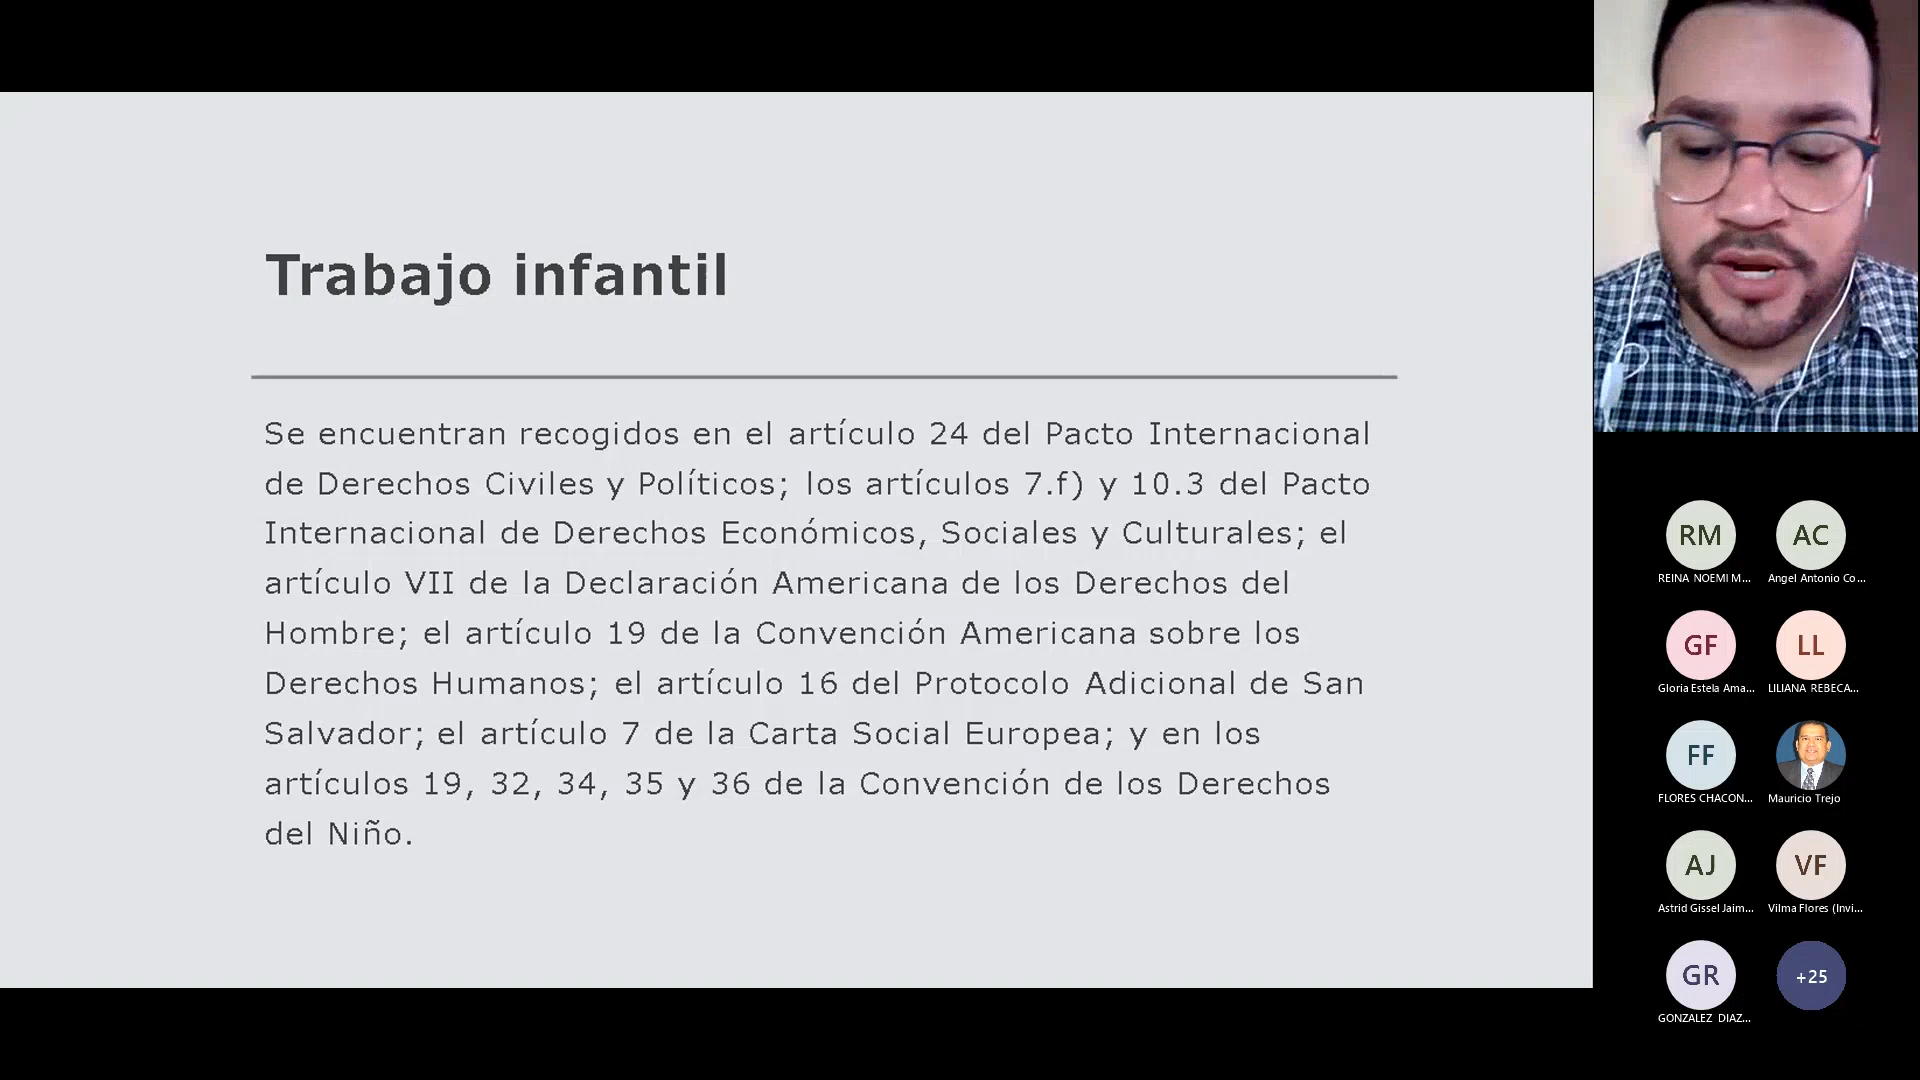 Trabajo infantil
Se encuentran recogidos en el artículo 24 del Pacto Internacional
de Derechos Civiles y Políticos; los artículos 7.f) y 10.3 del Pacto
Internacional de Derechos Económicos, Sociales y Culturales; el
artículo VII de la Declaración Americana de los Derechos del
Hombre; el artículo 19 de la Convención Americana sobre los
Derechos Humanos; el artículo 16 del Protocolo Adicional de San
Salvador; el artículo 7 de la Carta Social Europea; y en los
artículos 19, 32, 34, 35 y 36 de la Convención de los Derechos
del Niño.
RM
AC
REINA NOEMI M...
Angel Antonio Co...
GF
LL
Gloria Estela Ama...
LILIANA REBECA...
FF
FLORES CHACON...
Mauricio Trejo
AJ
VF
Astrid Gissel Jaim...
Vilma Flores (Invi...
GR
+25
GONZALEZ DIAZ...